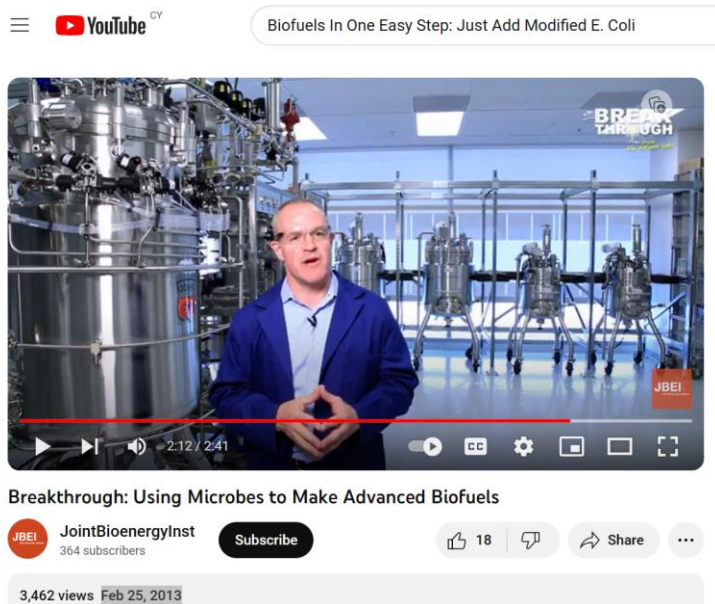 YouTube CY
Biofuels In One Easy Step: Just Add Modified E. Coli
BREAK
THROUGH
JBEI
2:12 / 2:41
CC
Breakthrough: Using Microbes to Make Advanced Biofuels
JBEI
JointBioenergyInst
364 subscribers
Subscribe
18
Share
3,462 views Feb 25, 2013